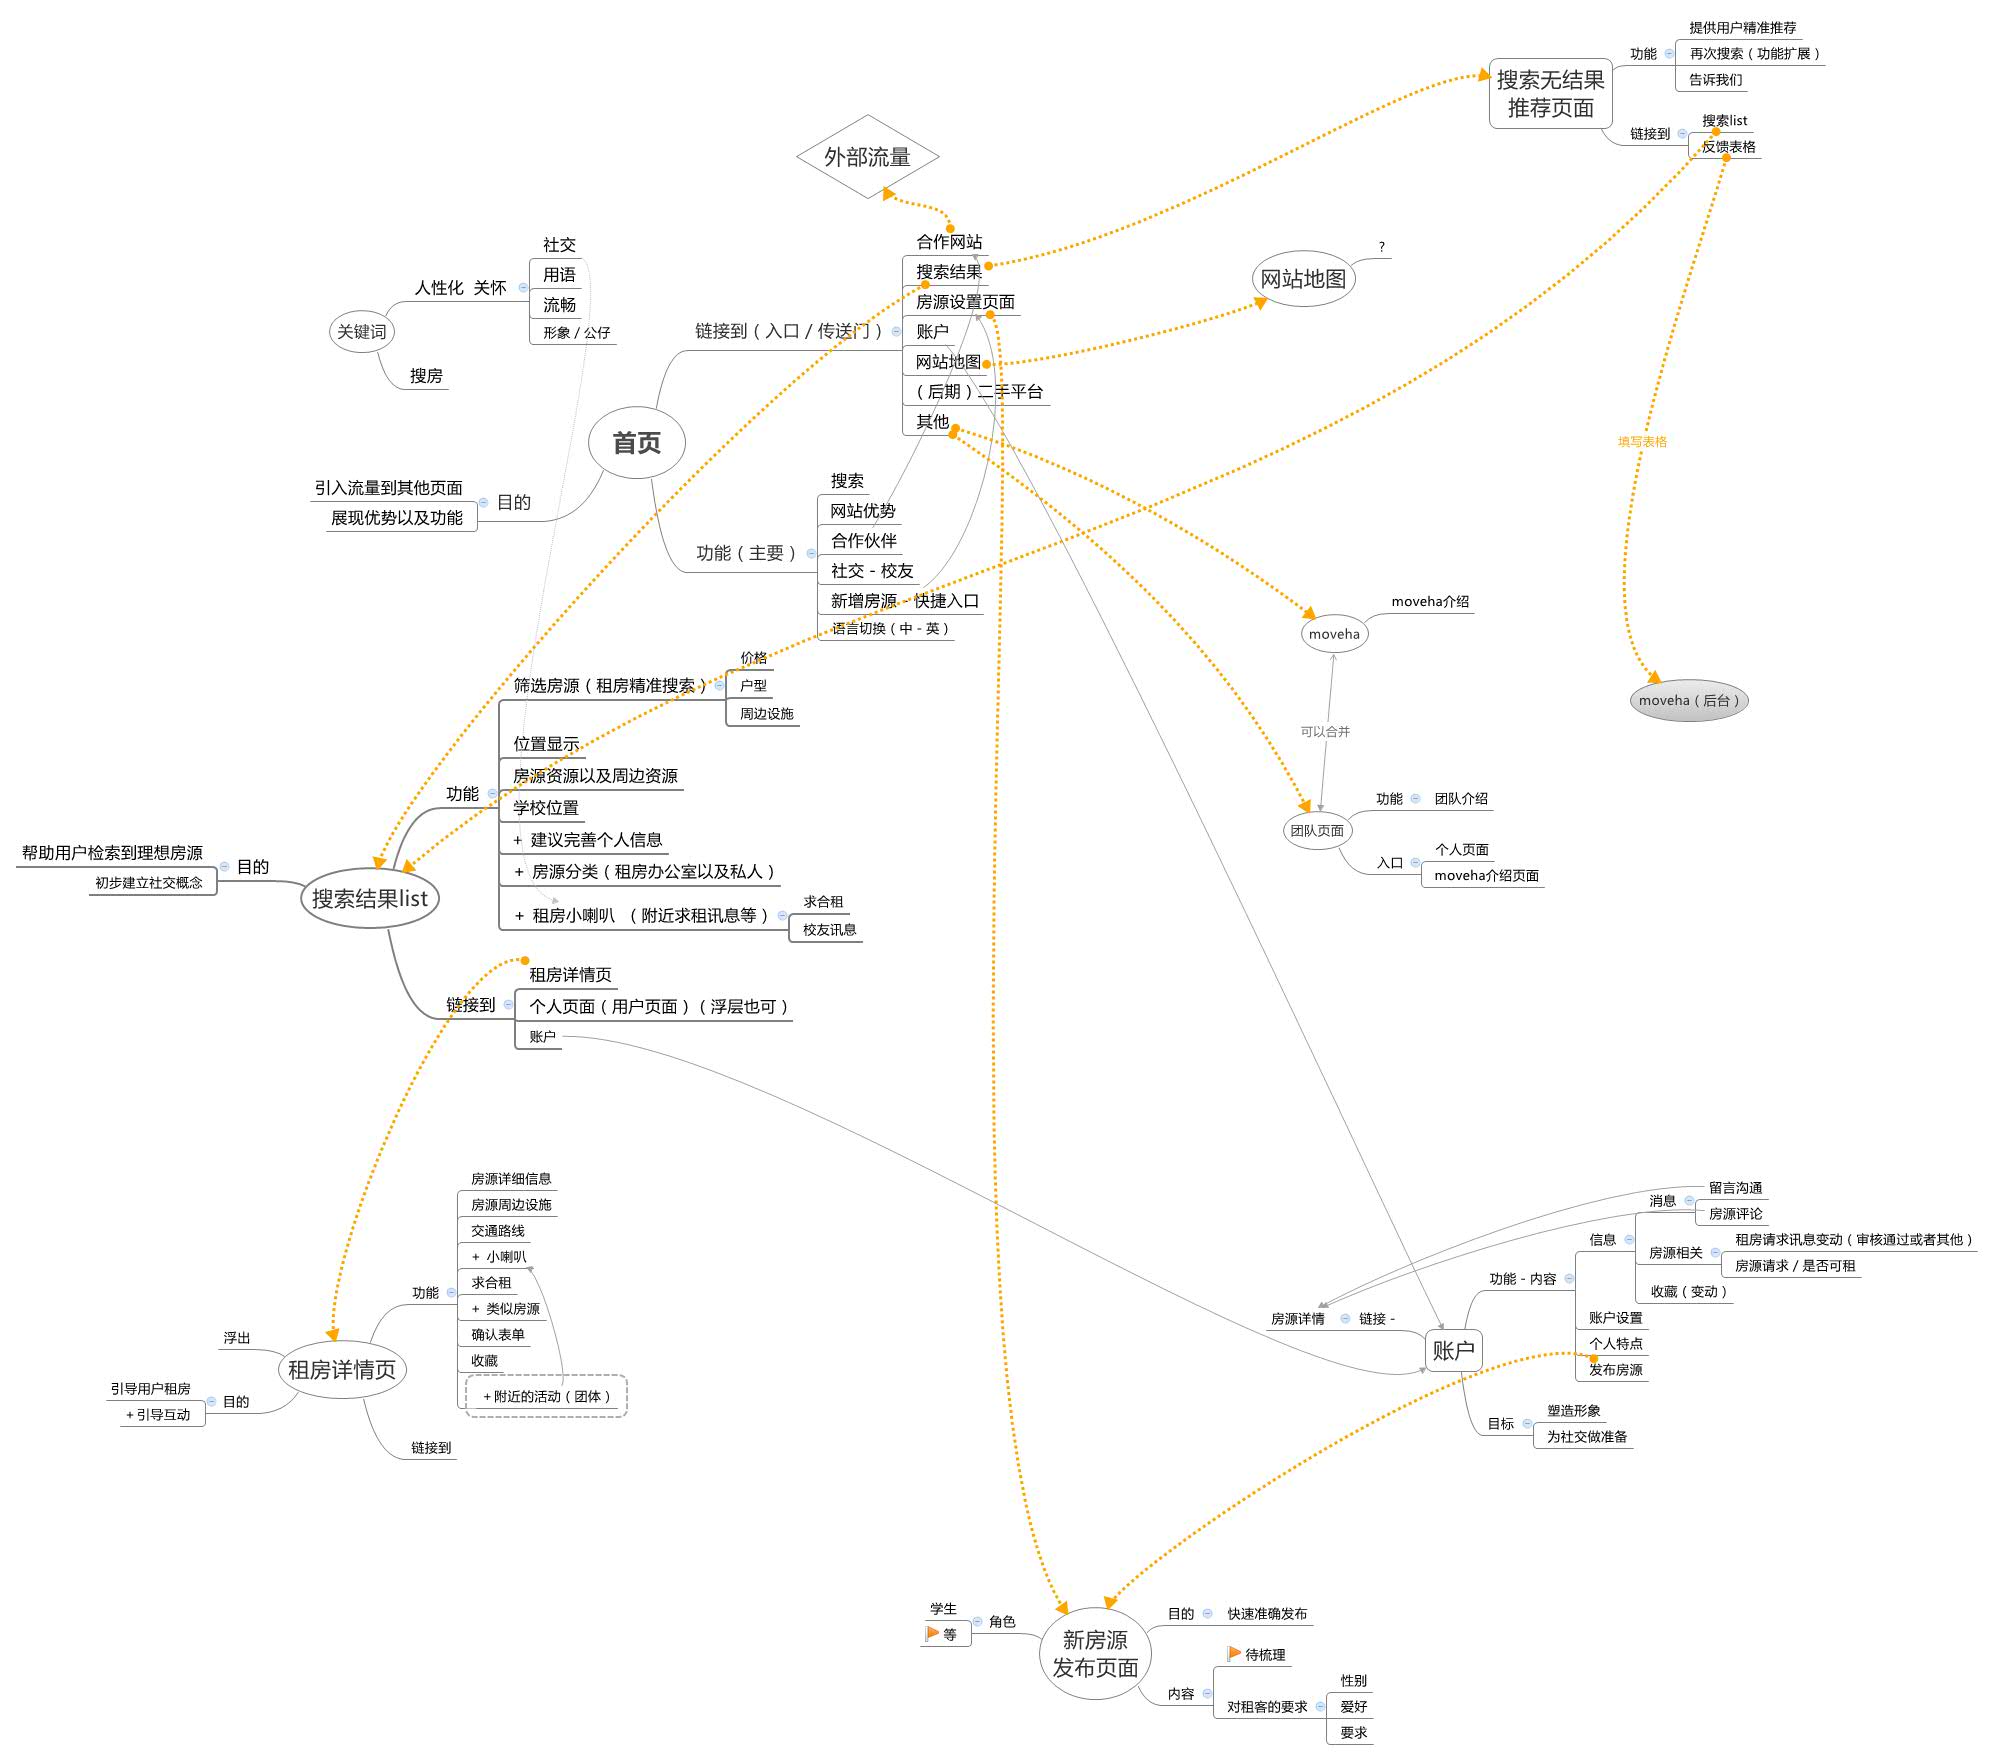 提供用户精准推荐
功能
再次搜索（功能扩展）
告诉我们
搜索无结果
推荐页面
搜索list
链接到
反馈表格
外部流量
合作网站
搜索结果
房源设置页面
链接到（入口 / 传送门）
账户
网站地图
（后期）二手平台
其他
?
网站地图
社交
人性化 关怀
用语
流畅
形象 / 公仔
关键词
搜房
首页
引入流量到其他页面
目的
展现优势以及功能
搜索
网站优势
合作伙伴
功能（主要）
社交 - 校友
新增房源 - 快捷入口
语言切换（中 - 英）
填写表格
moveha介绍
moveha
moveha（后台）
可以合并
功能
团队介绍
团队页面
入口
个人页面
moveha介绍页面
价格
筛选房源（租房精准搜索）
户型
周边设施
位置显示
房源资源以及周边资源
功能
学校位置
+ 建议完善个人信息
+ 房源分类（租房办公室以及私人）
+ 租房小喇叭 （附近求租讯息等）
求合租
校友讯息
帮助用户检索到理想房源
目的
初步建立社交概念
搜索结果list
租房详情页
链接到
个人页面（用户页面）（浮层也可）
账户
房源详细信息
房源周边设施
交通路线
+ 小喇叭
功能
求合租
+ 类似房源
确认表单
收藏
+ 附近的活动（团体）
浮出
租房详情页
引导用户租房
目的
+ 引导互动
链接到
留言沟通
消息
房源评论
信息
租房请求讯息变动（审核通过或者其他）
房源相关
房源请求 / 是否可租
功能 - 内容
收藏（变动）
房源详情
链接 -
账户设置
账户
个人特点
发布房源
目标
塑造形象
为社交做准备
学生
角色
等
新房源
发布页面
目的
快速准确发布
待梳理
内容
对租客的要求
性别
爱好
要求